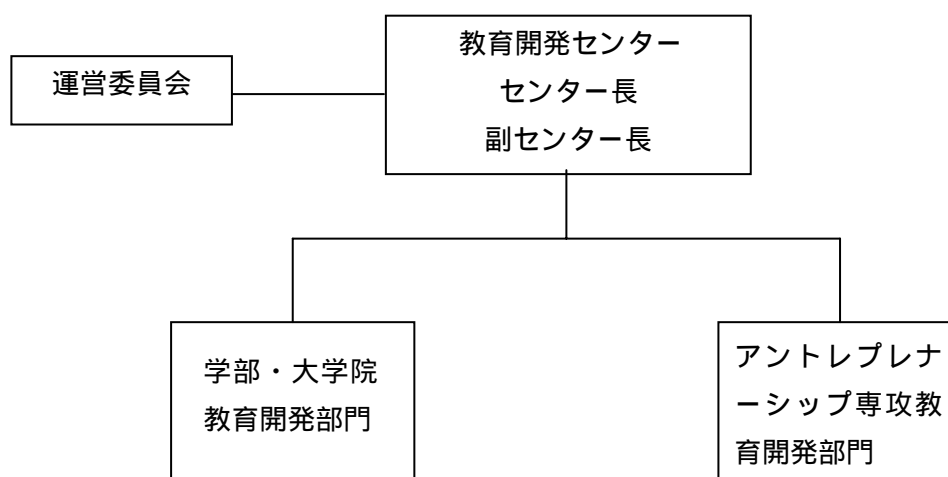 運営委員会
教育開発センター
センター長
副センター長
学部・大学院
教育開発部門
アントレプレナ
ーシップ専攻教
育開発部門